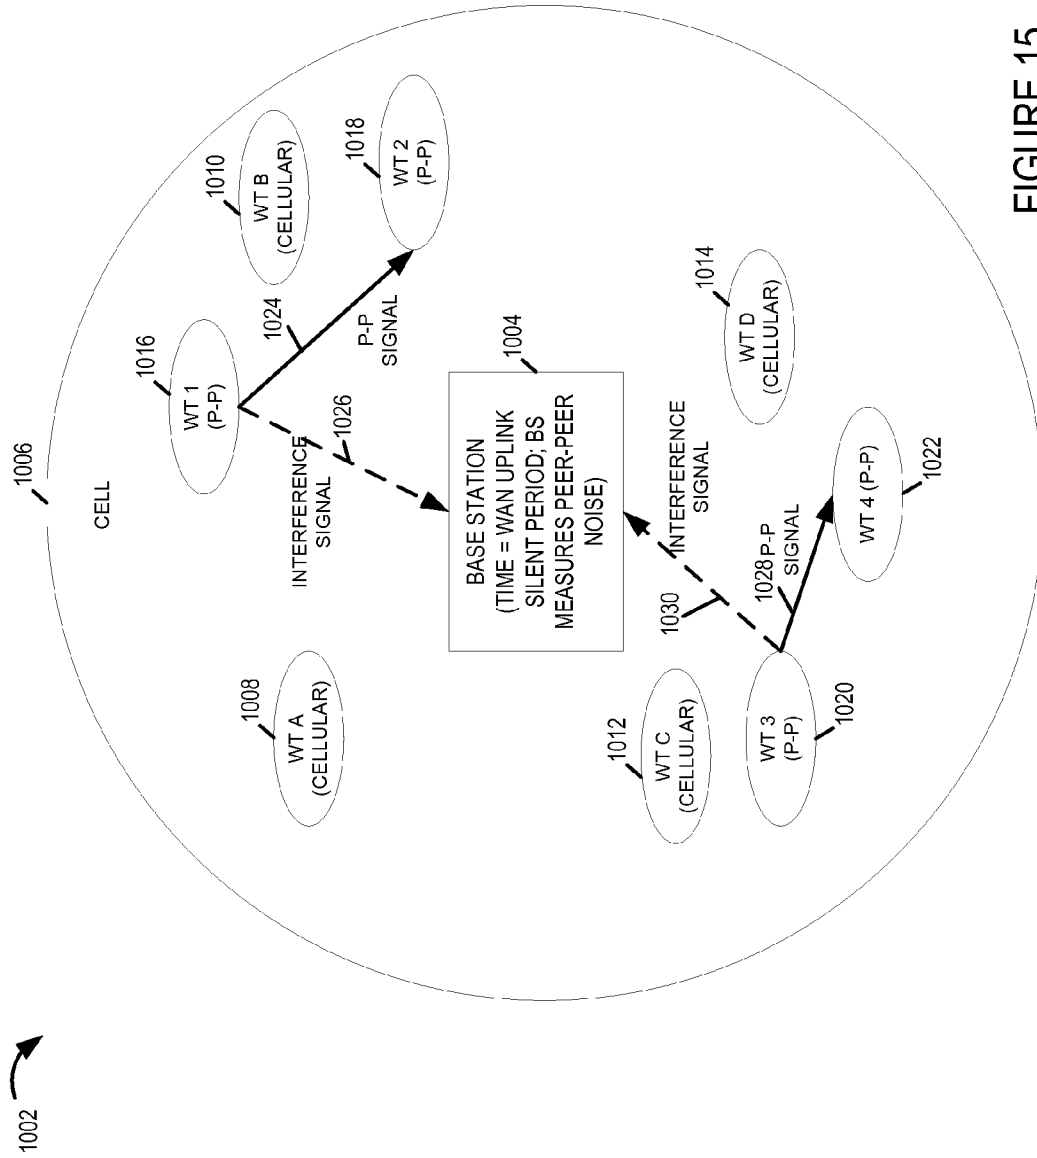 1002
1006
CELL
1016
WT 1
(P-P)
1010
WT B
(CELLULAR)
1018
WT 2
(P-P)
1024
P-P
SIGNAL
1026
INTERFERENCE
SIGNAL
1008
WT A
(CELLULAR)
1004
BASE STATION
(TIME = WAN UPLINK
SILENT PERIOD; BS
MEASURES PEER-PEER
NOISE)
1014
WT D
(CELLULAR)
INTERFERENCE
SIGNAL
1030
1012
WT C
(CELLULAR)
WT 3
(P-P)
1020
1028
P-P
SIGNAL
WT 4 (P-P)
1022
FIGURE 15